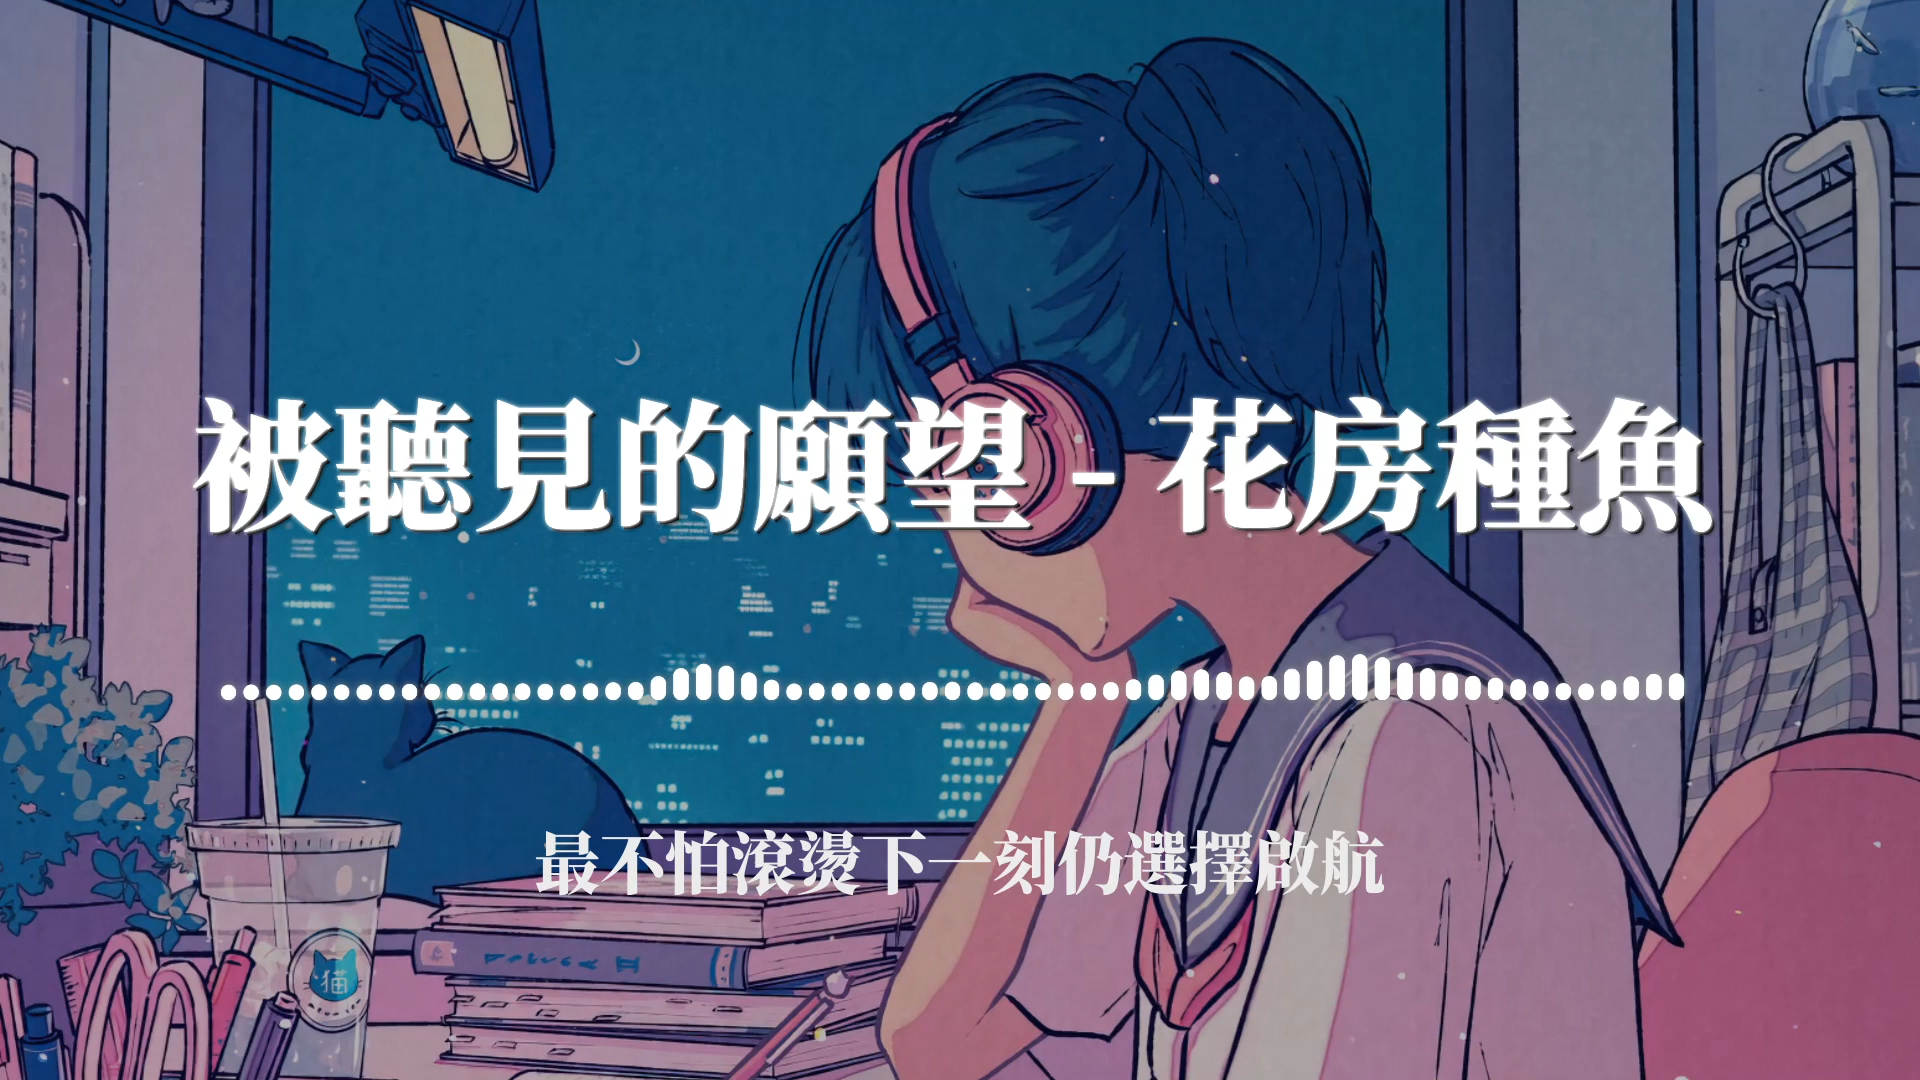 被聽見的願望 - 花房種魚
最不怕滾燙下一刻仍選擇啟航
猫